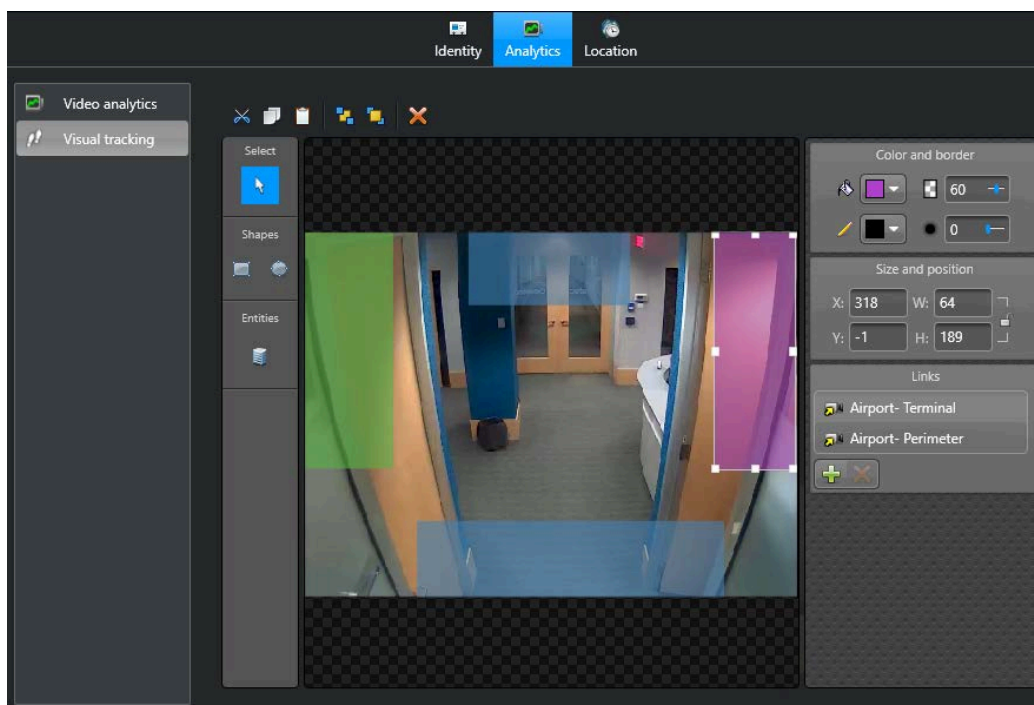 Identity Analytics Location
Video analytics
Visual tracking
Select
Shapes
Entities
Color and border
60
0
Size and position
X: 318 W: 64
Y: -1 H: 189
Links
Airport- Terminal
Airport- Perimeter